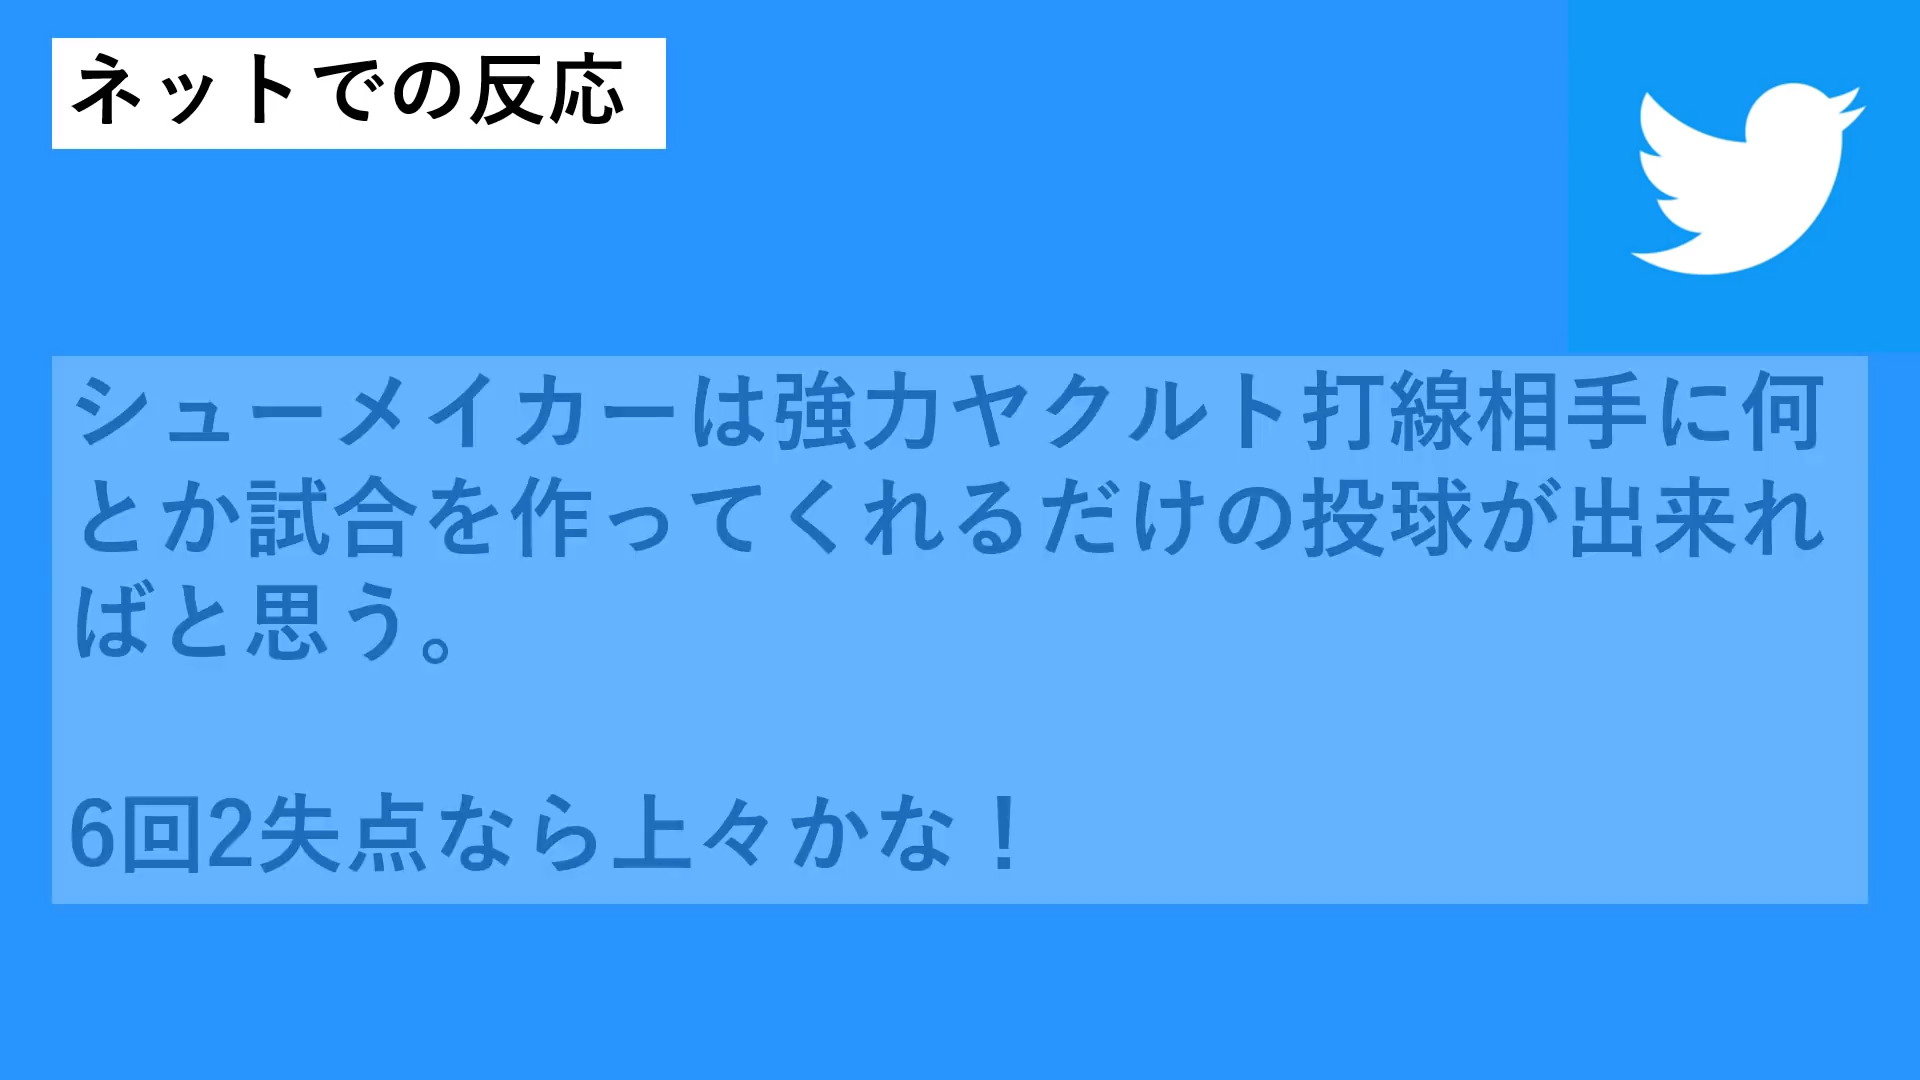 ネットでの反応
シューメイカーは強力ヤクルト打線相手に何
とか試合を作ってくれるだけの投球が出来れ
ばと思う。
6回2失点なら上々かな！